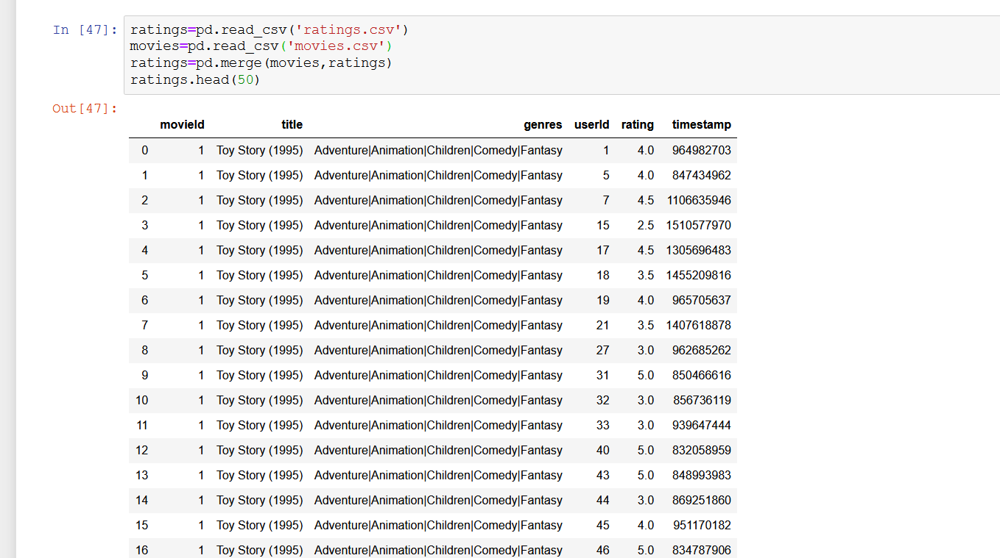 In [47]: ratings=pd.read_csv('ratings.csv')
movies=pd.read_csv('movies.csv')
ratings=pd.merge(movies,ratings)
ratings.head(50)
Out[47]:
movieId title genres userId rating timestamp
0 1 Toy Story (1995) Adventure|Animation|Children|Comedy|Fantasy 1 4.0 964982703
1 1 Toy Story (1995) Adventure|Animation|Children|Comedy|Fantasy 5 4.0 847434962
2 1 Toy Story (1995) Adventure|Animation|Children|Comedy|Fantasy 7 4.5 1106635946
3 1 Toy Story (1995) Adventure|Animation|Children|Comedy|Fantasy 15 2.5 1510577970
4 1 Toy Story (1995) Adventure|Animation|Children|Comedy|Fantasy 17 4.5 1305696483
5 1 Toy Story (1995) Adventure|Animation|Children|Comedy|Fantasy 18 3.5 1455209816
6 1 Toy Story (1995) Adventure|Animation|Children|Comedy|Fantasy 19 4.0 965705637
7 1 Toy Story (1995) Adventure|Animation|Children|Comedy|Fantasy 21 3.5 1407618878
8 1 Toy Story (1995) Adventure|Animation|Children|Comedy|Fantasy 27 3.0 962685262
9 1 Toy Story (1995) Adventure|Animation|Children|Comedy|Fantasy 31 5.0 850466616
10 1 Toy Story (1995) Adventure|Animation|Children|Comedy|Fantasy 32 3.0 856736119
11 1 Toy Story (1995) Adventure|Animation|Children|Comedy|Fantasy 33 3.0 939647444
12 1 Toy Story (1995) Adventure|Animation|Children|Comedy|Fantasy 40 5.0 832058959
13 1 Toy Story (1995) Adventure|Animation|Children|Comedy|Fantasy 43 5.0 848993983
14 1 Toy Story (1995) Adventure|Animation|Children|Comedy|Fantasy 44 3.0 869251860
15 1 Toy Story (1995) Adventure|Animation|Children|Comedy|Fantasy 45 4.0 951170182
16 1 Toy Story (1995) Adventure|Animation|Children|Comedy|Fantasy 46 5.0 834787906